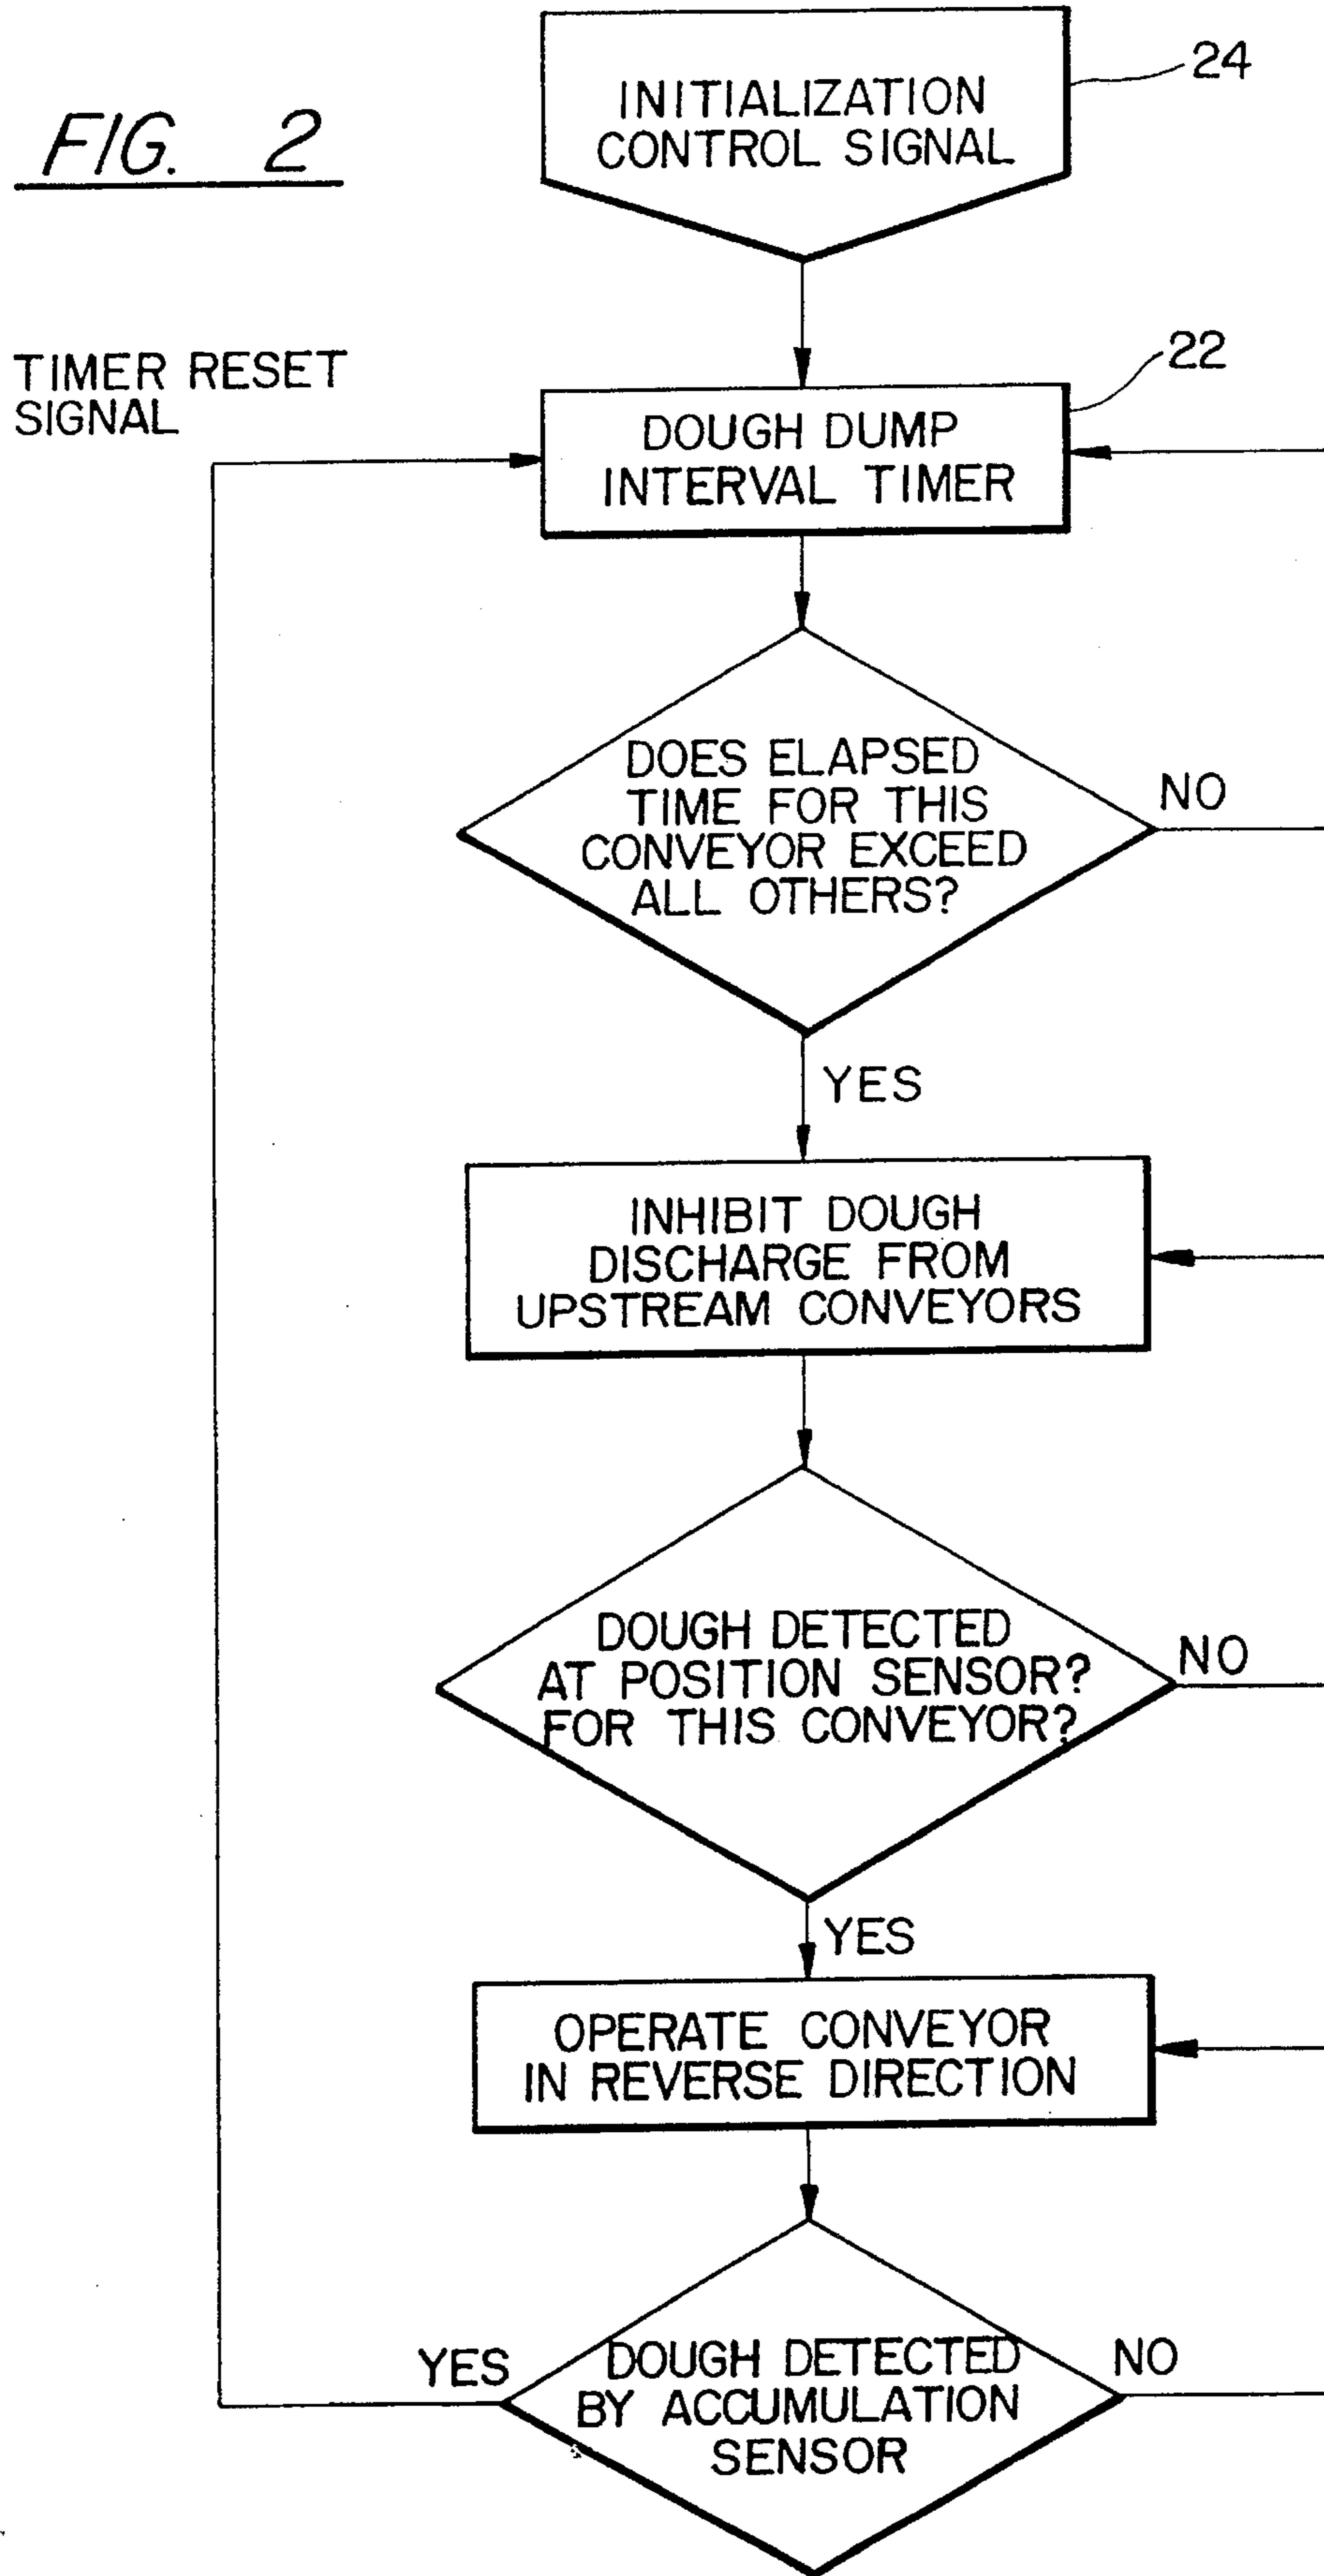 FIG. 2
INITIALIZATION
CONTROL SIGNAL
24
TIMER RESET
SIGNAL
22
DOUGH DUMP
INTERVAL TIMER
DOES ELAPSED
TIME FOR THIS
CONVEYOR EXCEED
ALL OTHERS?
NO
YES
INHIBIT DOUGH
DISCHARGE FROM
UPSTREAM CONVEYORS
DOUGH DETECTED
AT POSITION SENSOR?
FOR THIS CONVEYOR?
NO
YES
OPERATE CONVEYOR
IN REVERSE DIRECTION
YES
DOUGH DETECTED
BY ACCUMULATION
SENSOR
NO